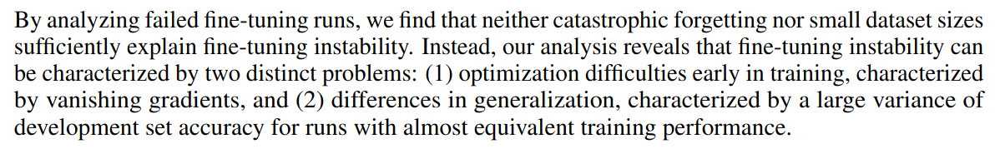 By analyzing failed fine-tuning runs, we find that neither catastrophic forgetting nor small dataset sizes
sufficiently explain fine-tuning instability. Instead, our analysis reveals that fine-tuning instability can
be characterized by two distinct problems: (1) optimization difficulties early in training, characterized
by vanishing gradients, and (2) differences in generalization, characterized by a large variance of
development set accuracy for runs with almost equivalent training performance.